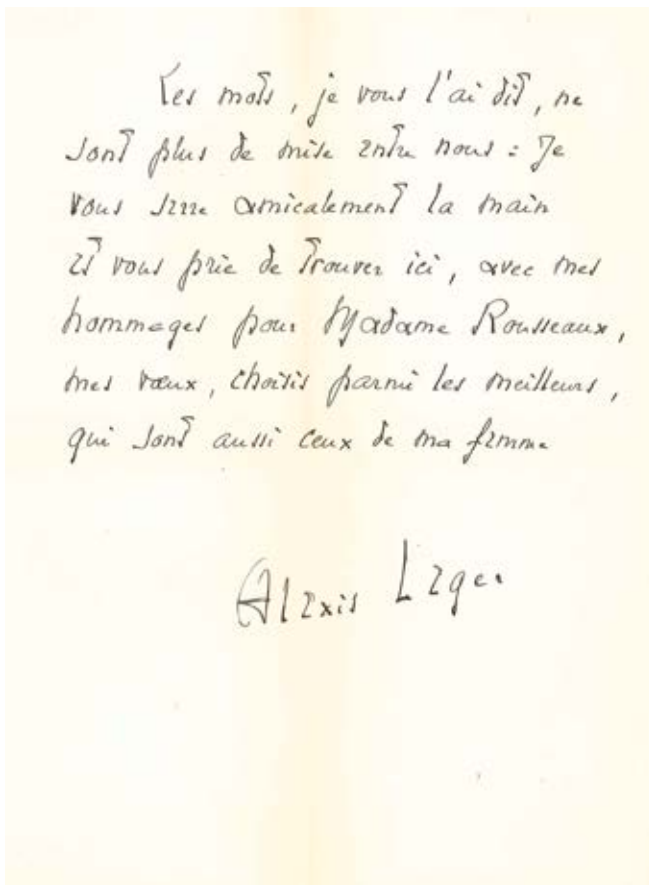 Les mots, je vous l'ai dit, ne
sont plus de mise entre nous : Je
vous serre amicalement la main
et vous prie de trouver ici, avec mes
hommages pour Madame Rousseaux,
mes vœux, choisis parmi les meilleurs,
qui sont aussi ceux de ma femme
Alexis Leger